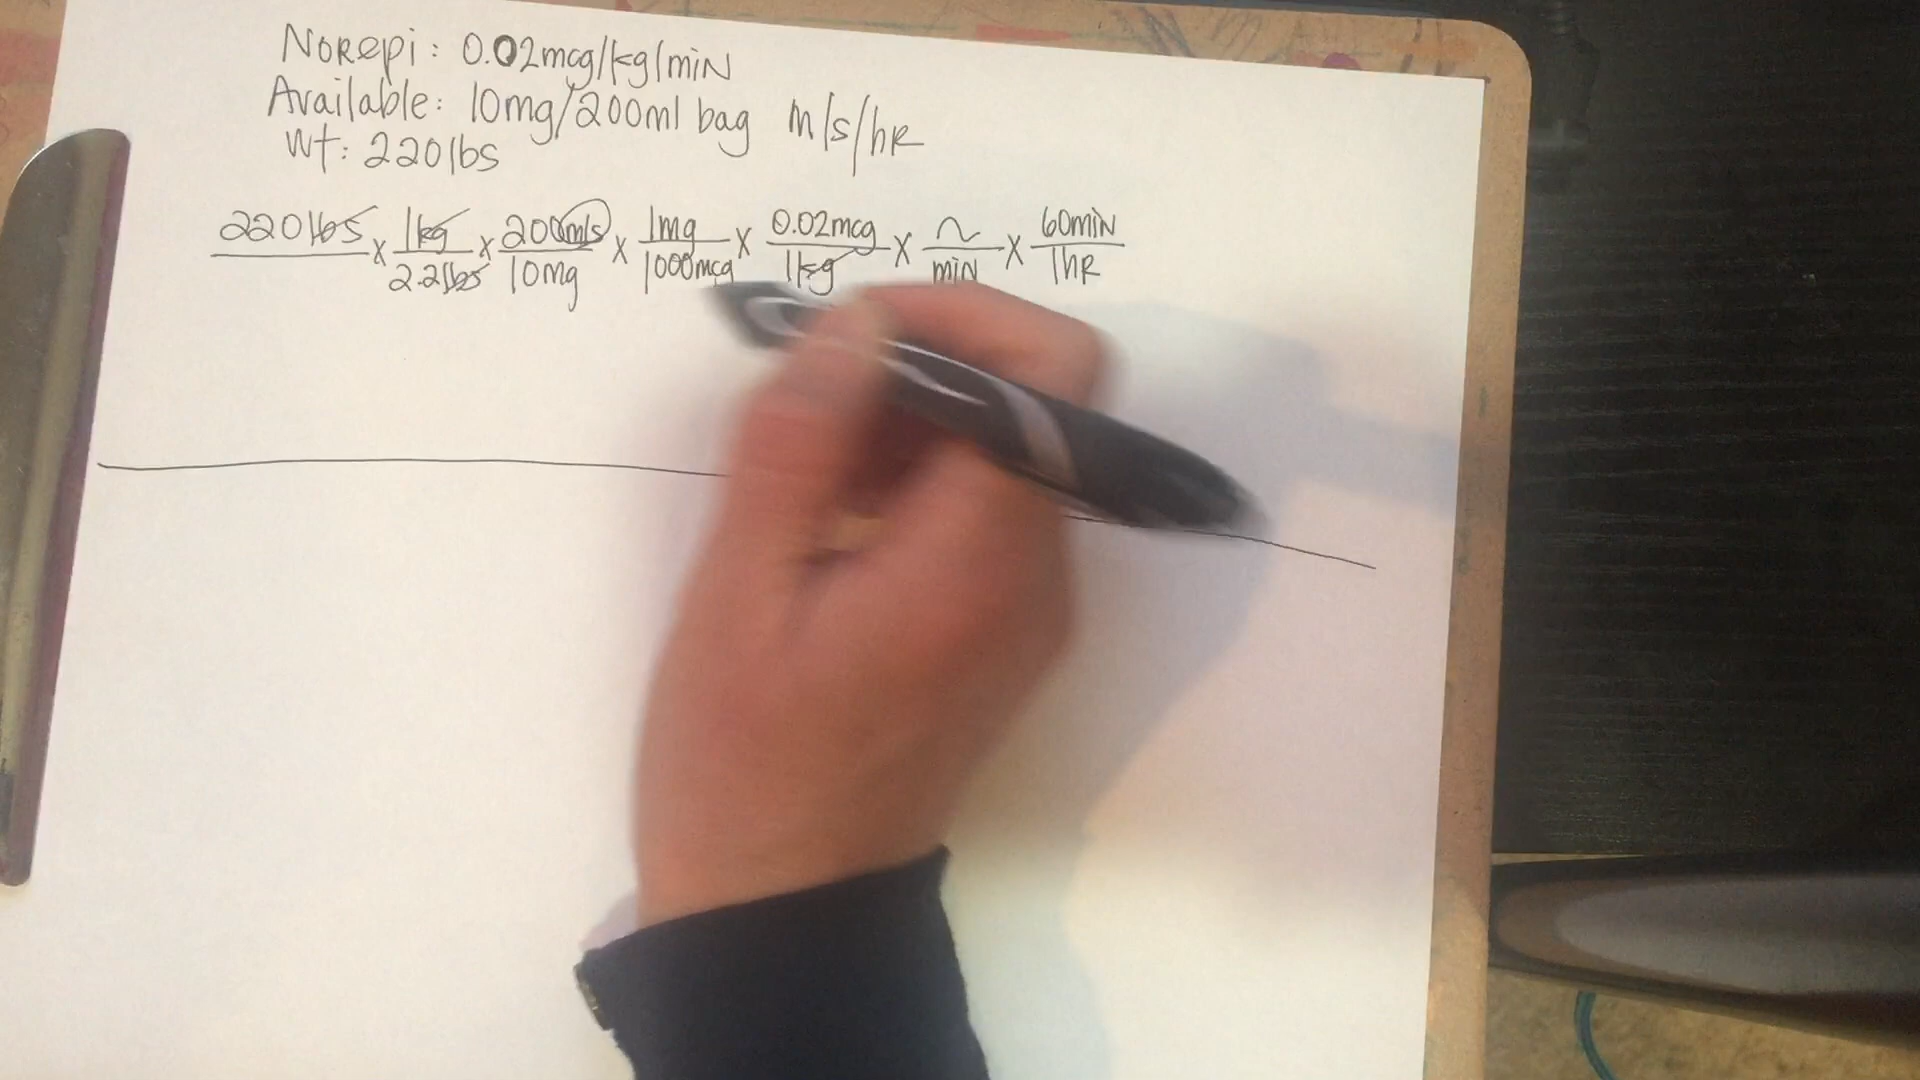 Norepi: 0.02mcg/kg/min
Available: 10mg/200ml bag mls/hr
Wt: 220lbs
220lbs x 1kg/2.2lbs x 200mls/10mg x 1mg/1000mcg x 0.02mcg/1kg x ~/min x 60min/1hr